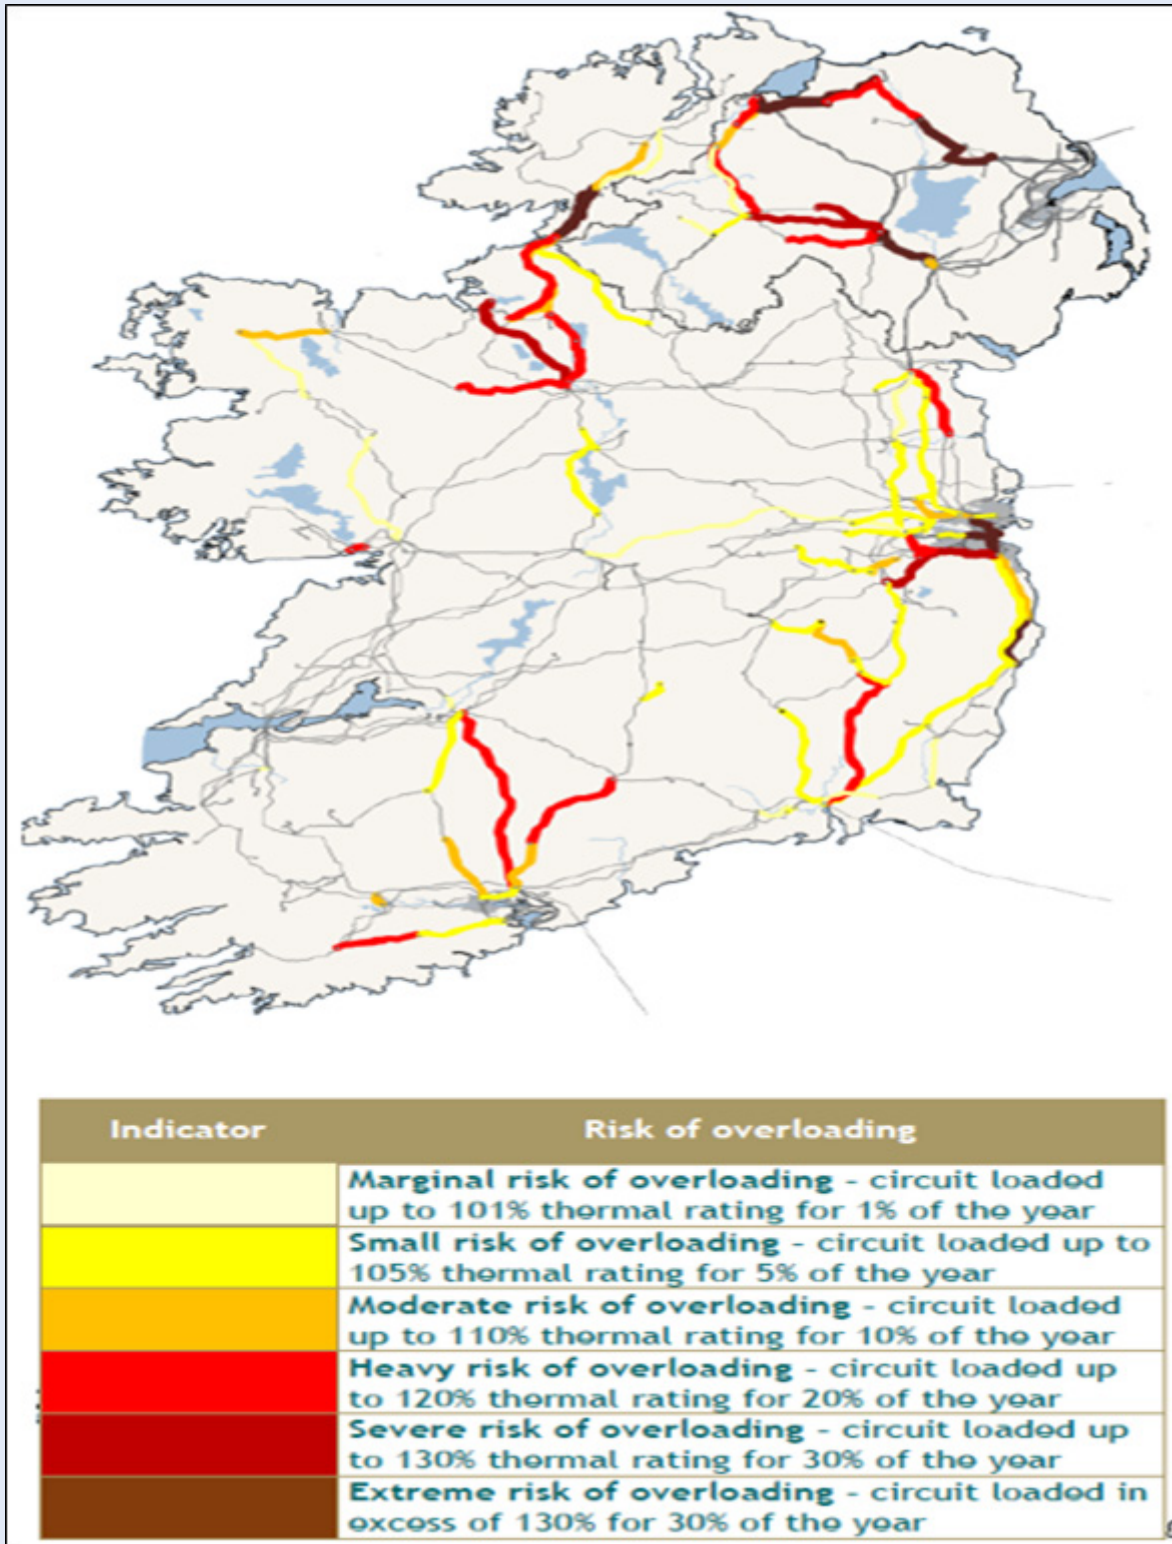 Indicator
Risk of overloading
Marginal risk of overloading - circuit loaded
up to 101% thermal rating for 1% of the year
Small risk of overloading - circuit loaded up to
105% thermal rating for 5% of the year
Moderate risk of overloading - circuit loaded
up to 110% thermal rating for 10% of the year
Heavy risk of overloading - circuit loaded up
to 120% thermal rating for 20% of the year
Severe risk of overloading - circuit loaded up
to 130% thermal rating for 30% of the year
Extreme risk of overloading - circuit loaded in
excess of 130% for 30% of the year